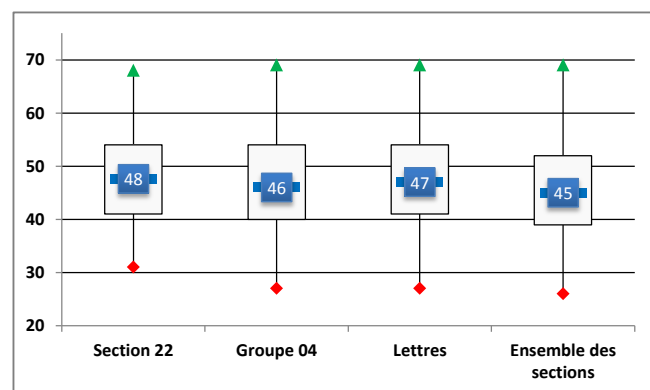 70
60
50
40
30
20
48
46
47
45
Section 22
Groupe 04
Lettres
Ensemble des
sections